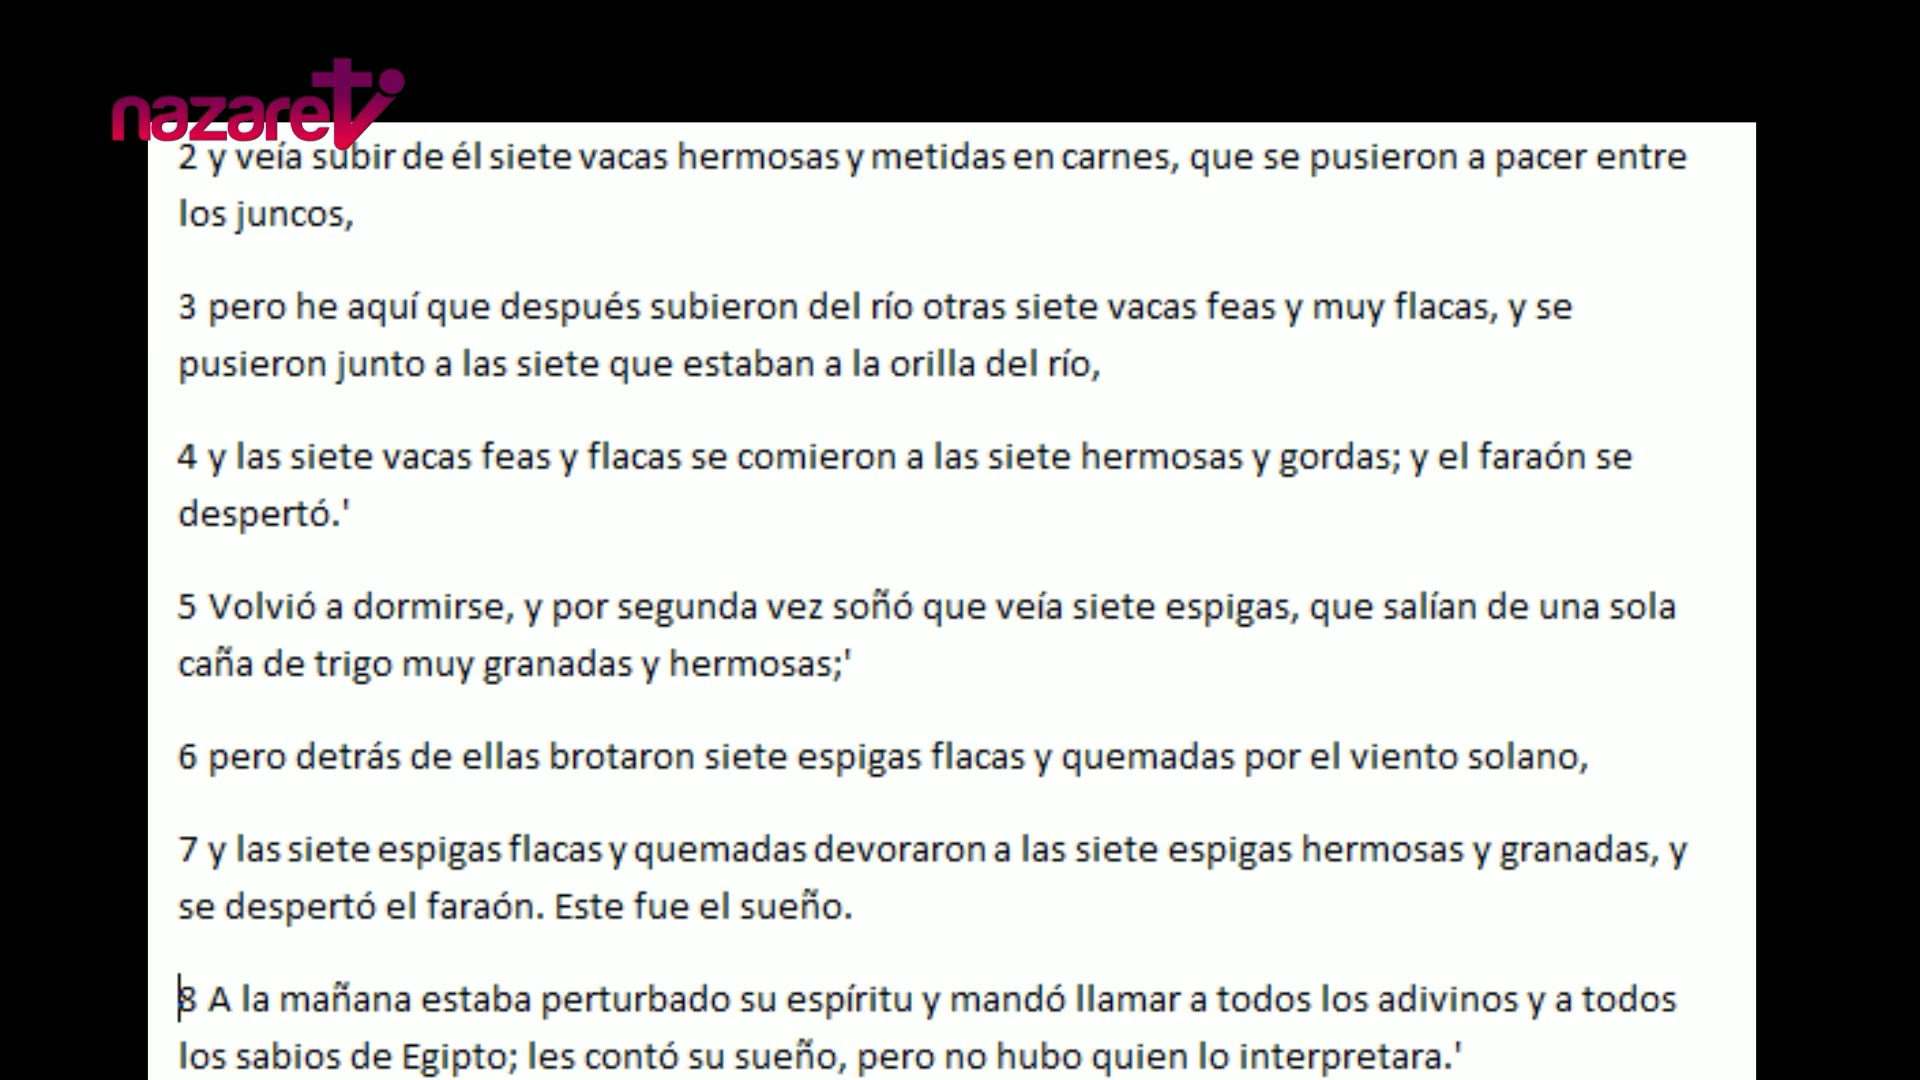 nazaretv
2 y veía subir de él siete vacas hermosas y metidas en carnes, que se pusieron a pacer entre
los juncos,
3 pero he aquí que después subieron del río otras siete vacas feas y muy flacas, y se
pusieron junto a las siete que estaban a la orilla del río,
4 y las siete vacas feas y flacas se comieron a las siete hermosas y gordas; y el faraón se
despertó.'
5 Volvió a dormirse, y por segunda vez soñó que veía siete espigas, que salían de una sola
caña de trigo muy granadas y hermosas;'
6 pero detrás de ellas brotaron siete espigas flacas y quemadas por el viento solano,
7 y las siete espigas flacas y quemadas devoraron a las siete espigas hermosas y granadas, y
se despertó el faraón. Este fue el sueño.
8 A la mañana estaba perturbado su espíritu y mandó llamar a todos los adivinos y a todos
los sabios de Egipto; les contó su sueño, pero no hubo quien lo interpretara.'